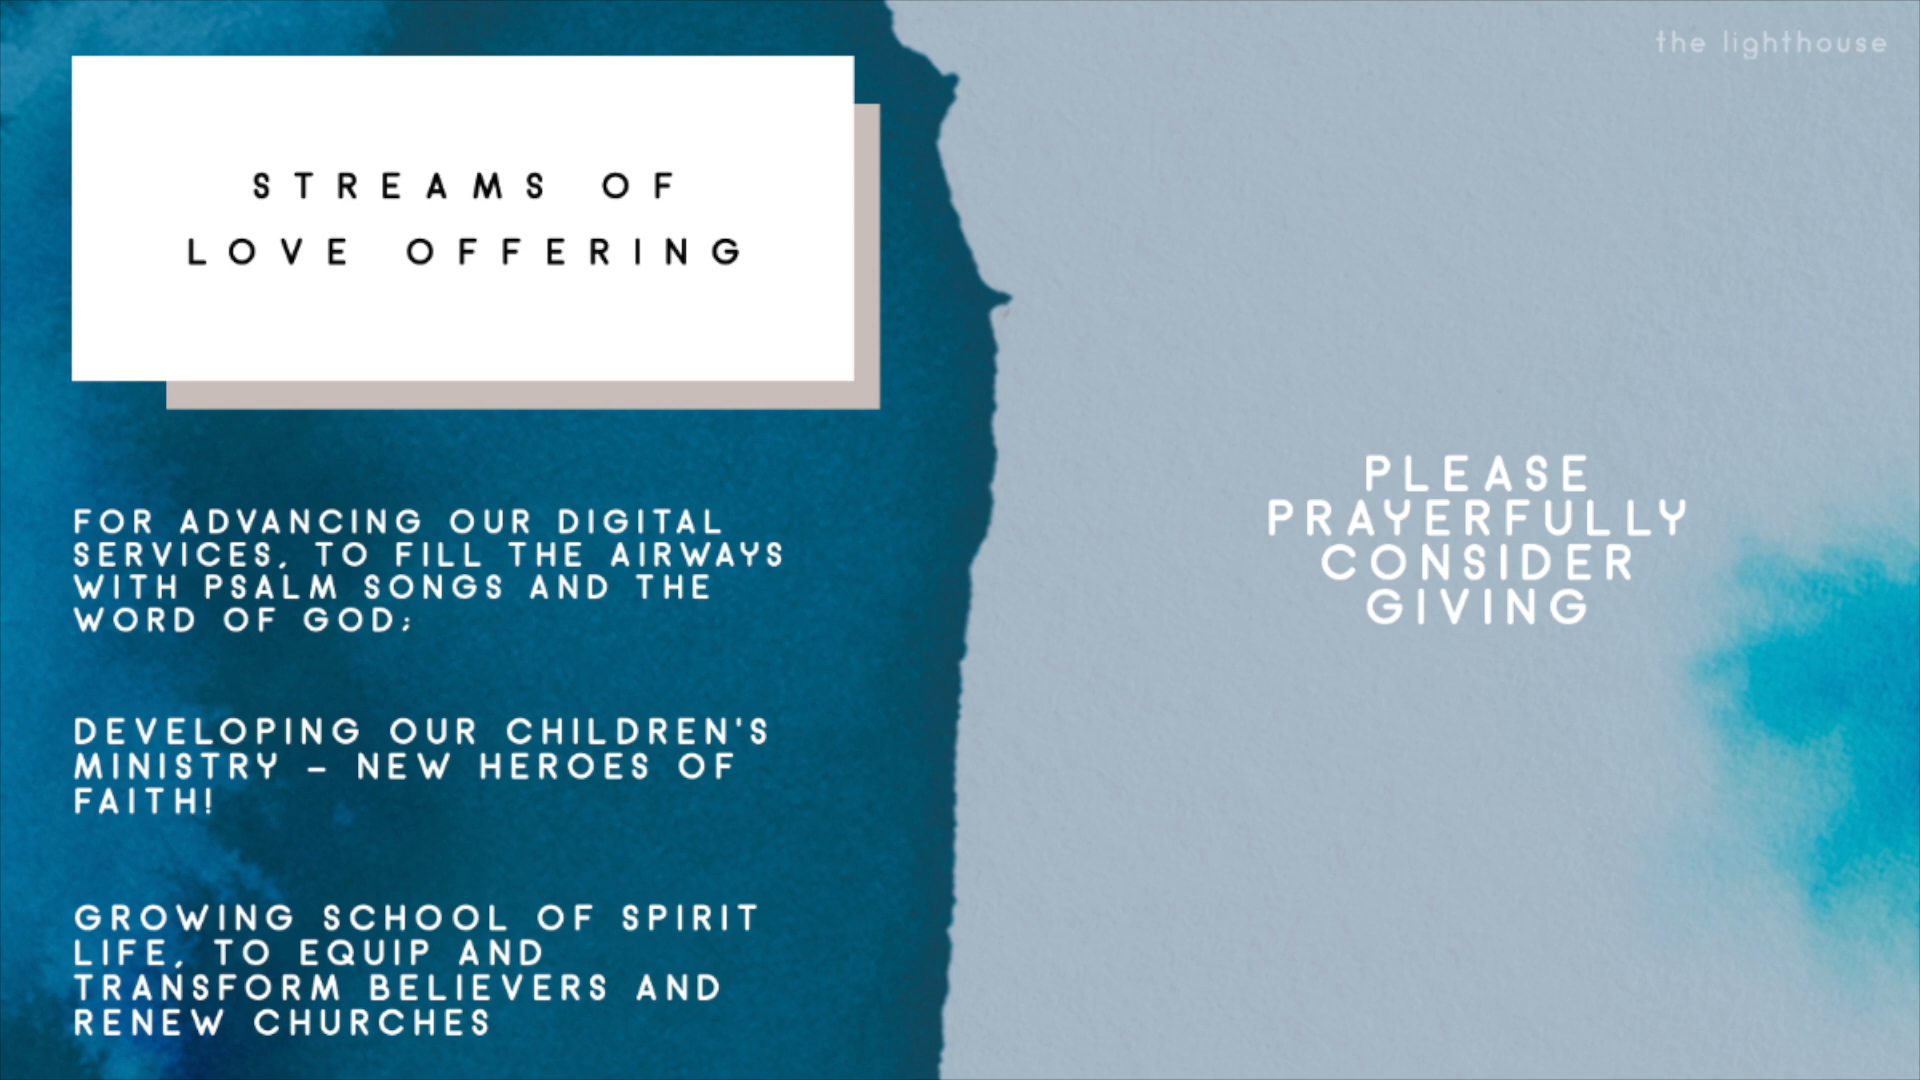 the lighthouse
STREAMS OF
LOVE OFFERING
FOR ADVANCING OUR DIGITAL
SERVICES, TO FILL THE AIRWAYS
WITH PSALM SONGS AND THE
WORD OF GOD;
DEVELOPING OUR CHILDREN'S
MINISTRY – NEW HEROES OF
FAITH!
GROWING SCHOOL OF SPIRIT
LIFE, TO EQUIP AND
TRANSFORM BELIEVERS AND
RENEW CHURCHES
PLEASE
PRAYERFULLY
CONSIDER
GIVING